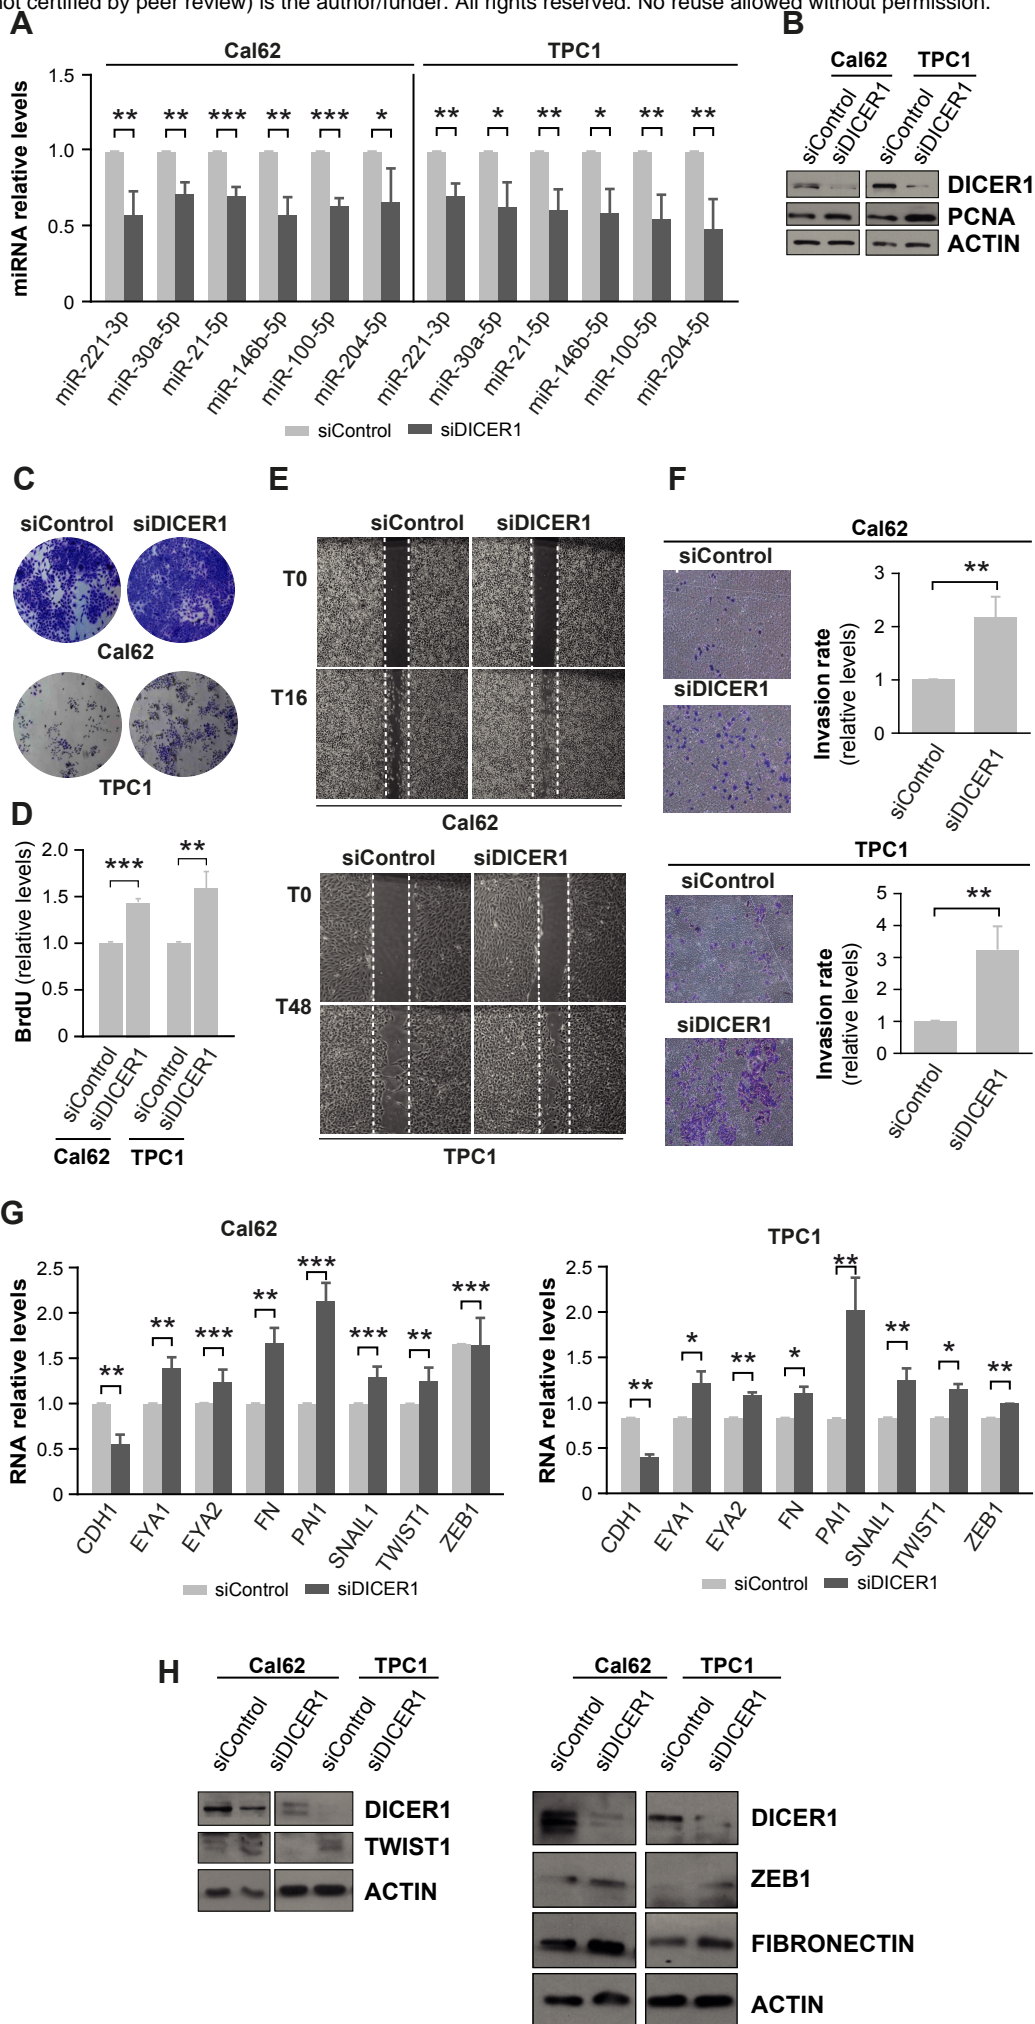 not certified by peer review) is the author/funder. All rights reserved. No reuse allowed without permission.
A
Cal62
TPC1
miRNA relative levels
1.5
1.0
0.5
0
** ** *** ** *** * ** * ** * ** **
miR-221-3p
miR-30a-5p
miR-21-5p
miR-146b-5p
miR-100-5p
miR-204-5p
miR-221-3p
miR-30a-5p
miR-21-5p
miR-146b-5p
miR-100-5p
miR-204-5p
siControl siDICER1
B
Cal62 TPC1
siControl
siDICER1
siControl
siDICER1
DICER1
PCNA
ACTIN
C
siControl siDICER1
Cal62
TPC1
D
BrdU (relative levels)
2.0
1.5
1.0
0.5
0
*** **
siControl
siDICER1
siControl
siDICER1
Cal62 TPC1
E
siControl siDICER1
T0
T16
Cal62
siControl siDICER1
T0
T48
TPC1
F
Cal62
siControl
siDICER1
Invasion rate
(relative levels)
3
2
1
0
**
siControl
siDICER1
TPC1
siControl
siDICER1
Invasion rate
(relative levels)
5
4
3
2
1
0
**
siControl
siDICER1
G
Cal62
RNA relative levels
2.5
2.0
1.5
1.0
0.5
0
** ** *** ** *** *** ** ***
CDH1
EYA1
EYA2
FN
PAI1
SNAIL1
TWIST1
ZEB1
siControl siDICER1
TPC1
RNA relative levels
2.5
2.0
1.5
1.0
0.5
0
** * ** * ** ** * **
CDH1
EYA1
EYA2
FN
PAI1
SNAIL1
TWIST1
ZEB1
siControl siDICER1
H
Cal62 TPC1
siControl
siDICER1
siControl
siDICER1
DICER1
TWIST1
ACTIN
Cal62 TPC1
siControl
siDICER1
siControl
siDICER1
DICER1
ZEB1
FIBRONECTIN
ACTIN